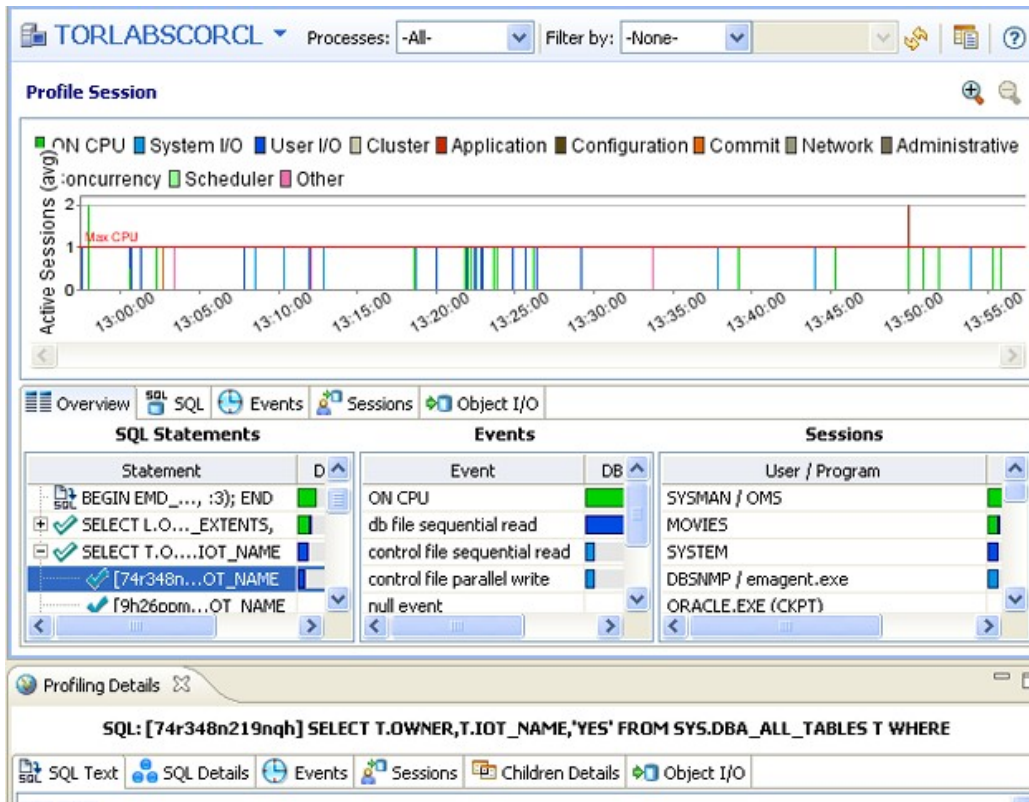 TORLABSCORCL Processes: -All- Filter by: -None-
Profile Session
ON CPU System I/O User I/O Cluster Application Configuration Commit Network Administrative
oncurrency Scheduler Other
Active Sessions (avg)
2
Max CPU
1
0
13:00:00 13:05:00 13:10:00 13:15:00 13:20:00 13:25:00 13:30:00 13:35:00 13:40:00 13:45:00 13:50:00 13:55:00
Overview SQL SQL Events Sessions Object I/O
SQL Statements Events Sessions
Statement D Event DB User / Program
SQL BEGIN EMD_..., :3); END ON CPU SYSMAN / OMS
SELECT L.O..._EXTENTS, db file sequential read MOVIES
SELECT T.O....IOT_NAME control file sequential read SYSTEM
[74r348n...OT_NAME control file parallel write DBSNMP / emagent.exe
[9h26ppm...OT_NAME null event ORACLE.EXE (CKPT)
Profiling Details
SQL: [74r348n219nqh] SELECT T.OWNER,T.IOT_NAME,'YES' FROM SYS.DBA_ALL_TABLES T WHERE
SQL SQL Text SQL Details Events Sessions Children Details Object I/O